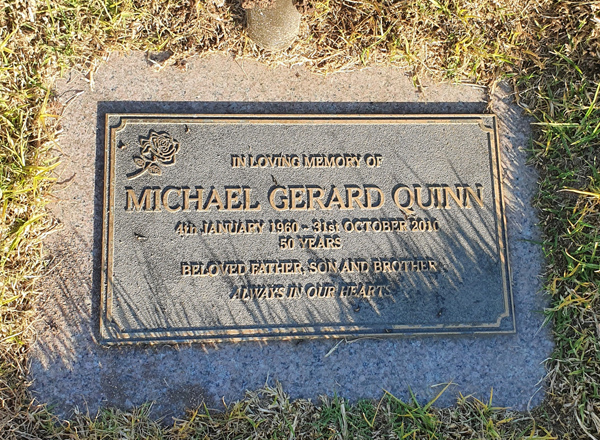 IN LOVING MEMORY OF
MICHAEL GERARD QUINN
4th JANUARY 1960 - 31st OCTOBER 2010
50 YEARS
BELOVED FATHER, SON AND BROTHER
ALWAYS IN OUR HEARTS